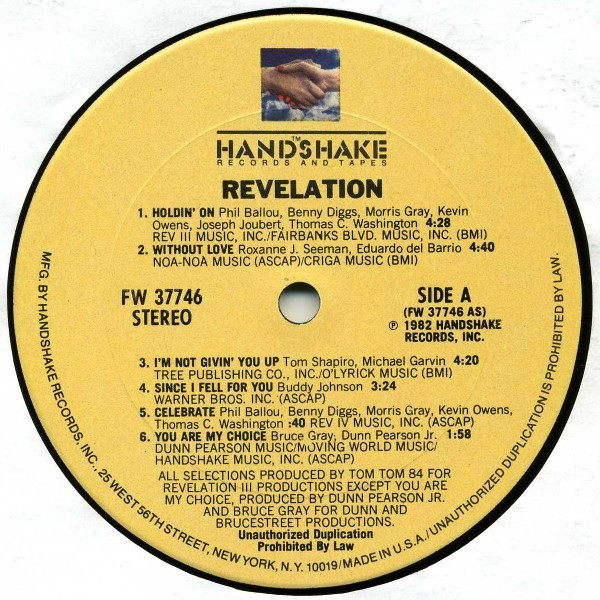 HANDSHAKE™
RECORDS AND TAPES
REVELATION
1. HOLDIN' ON Phil Ballou, Benny Diggs, Morris Gray, Kevin
Owens, Joseph Joubert, Thomas C. Washington 4:28
REV III MUSIC, INC./FAIRBANKS BLVD. MUSIC, INC. (BMI)
2. WITHOUT LOVE Roxanne J. Seeman, Eduardo del Barrio 4:40
NOA-NOA MUSIC (ASCAP)/CRIGA MUSIC (BMI)
FW 37746
STEREO
SIDE A
(FW 37746 AS)
℗ 1982 HANDSHAKE
RECORDS, INC.
3. I'M NOT GIVIN' YOU UP Tom Shapiro, Michael Garvin 4:20
TREE PUBLISHING CO., INC./O'LYRICK MUSIC (BMI)
4. SINCE I FELL FOR YOU Buddy Johnson 3:24
WARNER BROS. INC. (ASCAP)
5. CELEBRATE Phil Ballou, Benny Diggs, Morris Gray, Kevin Owens,
Thomas C. Washington :40 REV IV MUSIC, INC. (ASCAP)
6. YOU ARE MY CHOICE Bruce Gray, Dunn Pearson Jr. 1:58
DUNN PEARSON MUSIC/MOVING WORLD MUSIC/
HANDSHAKE MUSIC, INC. (ASCAP)
ALL SELECTIONS PRODUCED BY TOM TOM 84 FOR
REVELATION III PRODUCTIONS EXCEPT YOU ARE
MY CHOICE, PRODUCED BY DUNN PEARSON JR.
AND BRUCE GRAY FOR DUNN AND
BRUCESTREET PRODUCTIONS.
Unauthorized Duplication
Prohibited By Law
MFG. BY HANDSHAKE RECORDS, INC., 25 WEST 56TH STREET, NEW YORK, N.Y. 10019/MADE IN U.S.A./UNAUTHORIZED DUPLICATION IS PROHIBITED BY LAW.